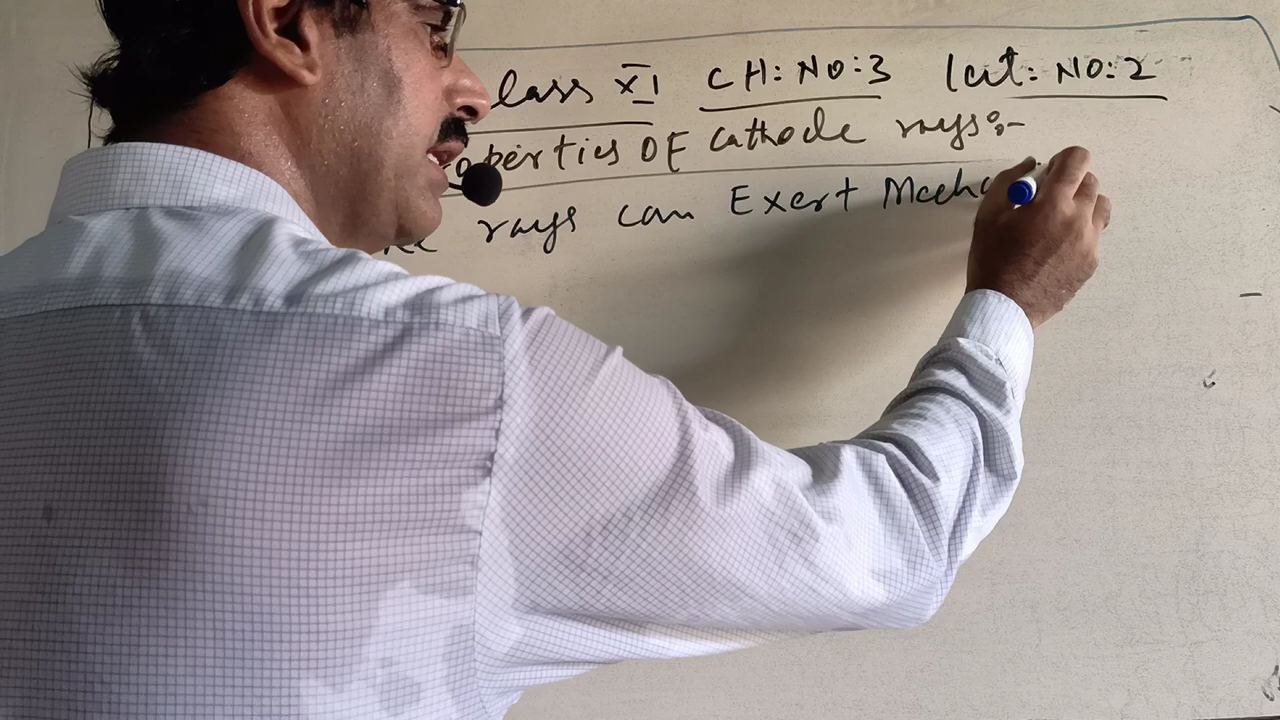 lass XI CH: NO:3 lect: NO:2
operties OF Cathode rays:-
rays can Exert Mecha